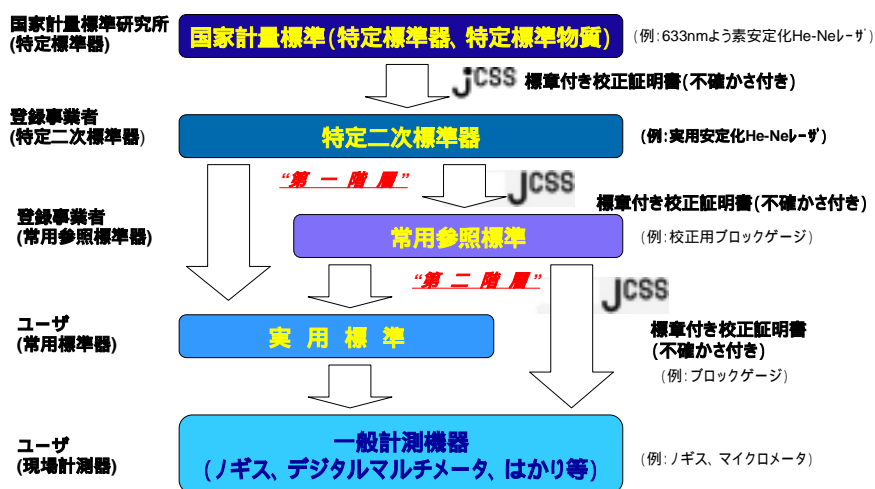 国家計量標準研究所
(特定標準器)
国家計量標準(特定標準器、特定標準物質)
(例:633nmよう素安定化He-Neレーザ)
jCSS 標章付き校正証明書(不確かさ付き)
登録事業者
(特定二次標準器)
特定二次標準器
(例:実用安定化He-Neレーザ)
“第一階層”
JCSS
標章付き校正証明書(不確かさ付き)
登録事業者
(常用参照標準器)
常用参照標準
(例:校正用ブロックゲージ)
“第二階層”
JCSS
ユーザ
(常用標準器)
実用標準
標章付き校正証明書
(不確かさ付き)
(例:ブロックゲージ)
ユーザ
(現場計測器)
一般計測機器
(ノギス、デジタルマルチメータ、はかり等)
(例:ノギス、マイクロメータ)